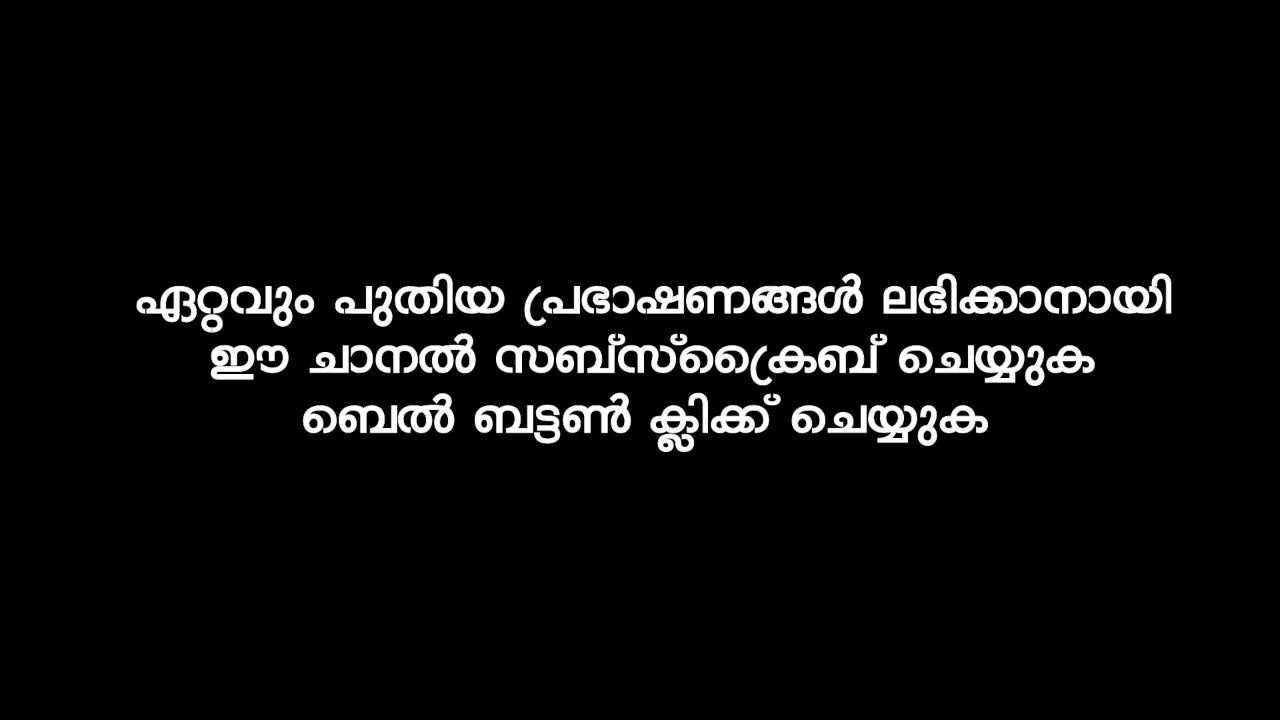 ഏറ്റവും പുതിയ പ്രഭാഷണങ്ങൾ ലഭിക്കാനായി
ഈ ചാനൽ സബ്സ്ക്രൈബ് ചെയ്യുക
ബെൽ ബട്ടൺ ക്ലിക്ക് ചെയ്യുക